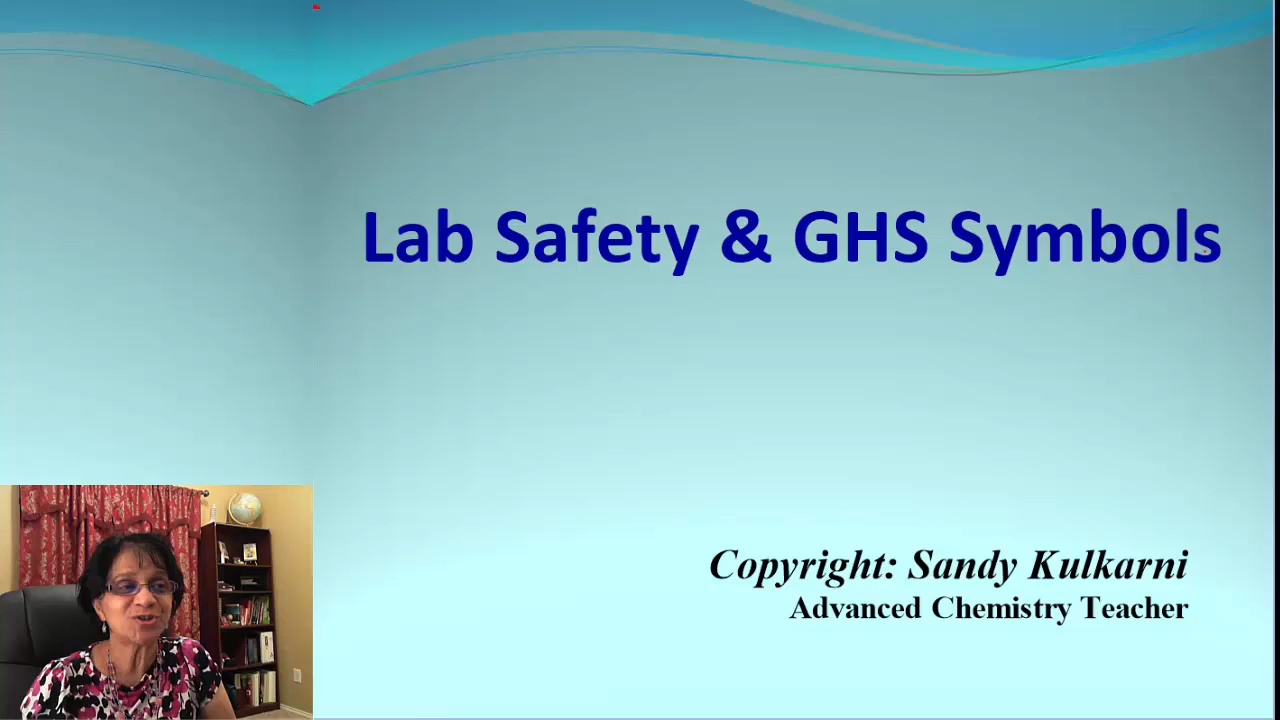 Lab Safety & GHS Symbols
Copyright: Sandy Kulkarni
Advanced Chemistry Teacher